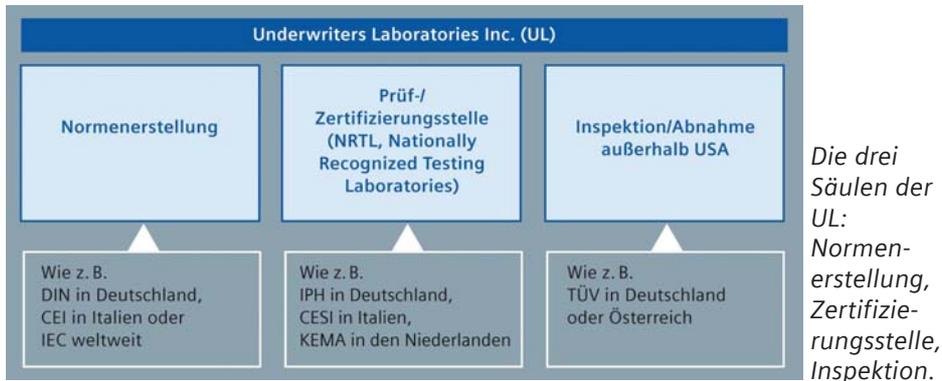 Underwriters Laboratories Inc. (UL)
Normenerstellung
Prüf-/
Zertifizierungsstelle
(NRTL, Nationally
Recognized Testing
Laboratories)
Inspektion/Abnahme
außerhalb USA
Wie z. B.
DIN in Deutschland,
CEI in Italien oder
IEC weltweit
Wie z. B.
IPH in Deutschland,
CESI in Italien,
KEMA in den Niederlanden
Wie z. B.
TÜV in Deutschland
oder Österreich
Die drei
Säulen der
UL:
Normen-
erstellung,
Zertifizie-
rungsstelle,
Inspektion.